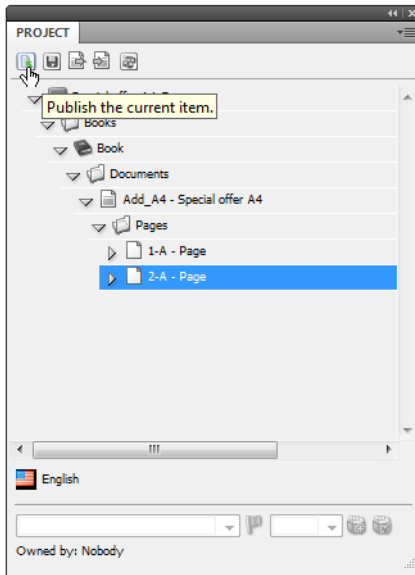 PROJECT
Publish the current item.
Books
Book
Documents
Add_A4 - Special offer A4
Pages
1-A - Page
2-A - Page
English
Owned by: Nobody